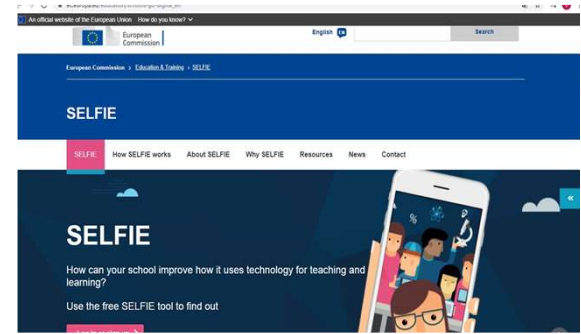 An official website of the European Union How do you know?
European
Commission
English EN
Search
European Commission > Education & Training > SELFIE
SELFIE
SELFIE How SELFIE works About SELFIE Why SELFIE Resources News Contact
SELFIE
How can your school improve how it uses technology for teaching and
learning?
Use the free SELFIE tool to find out